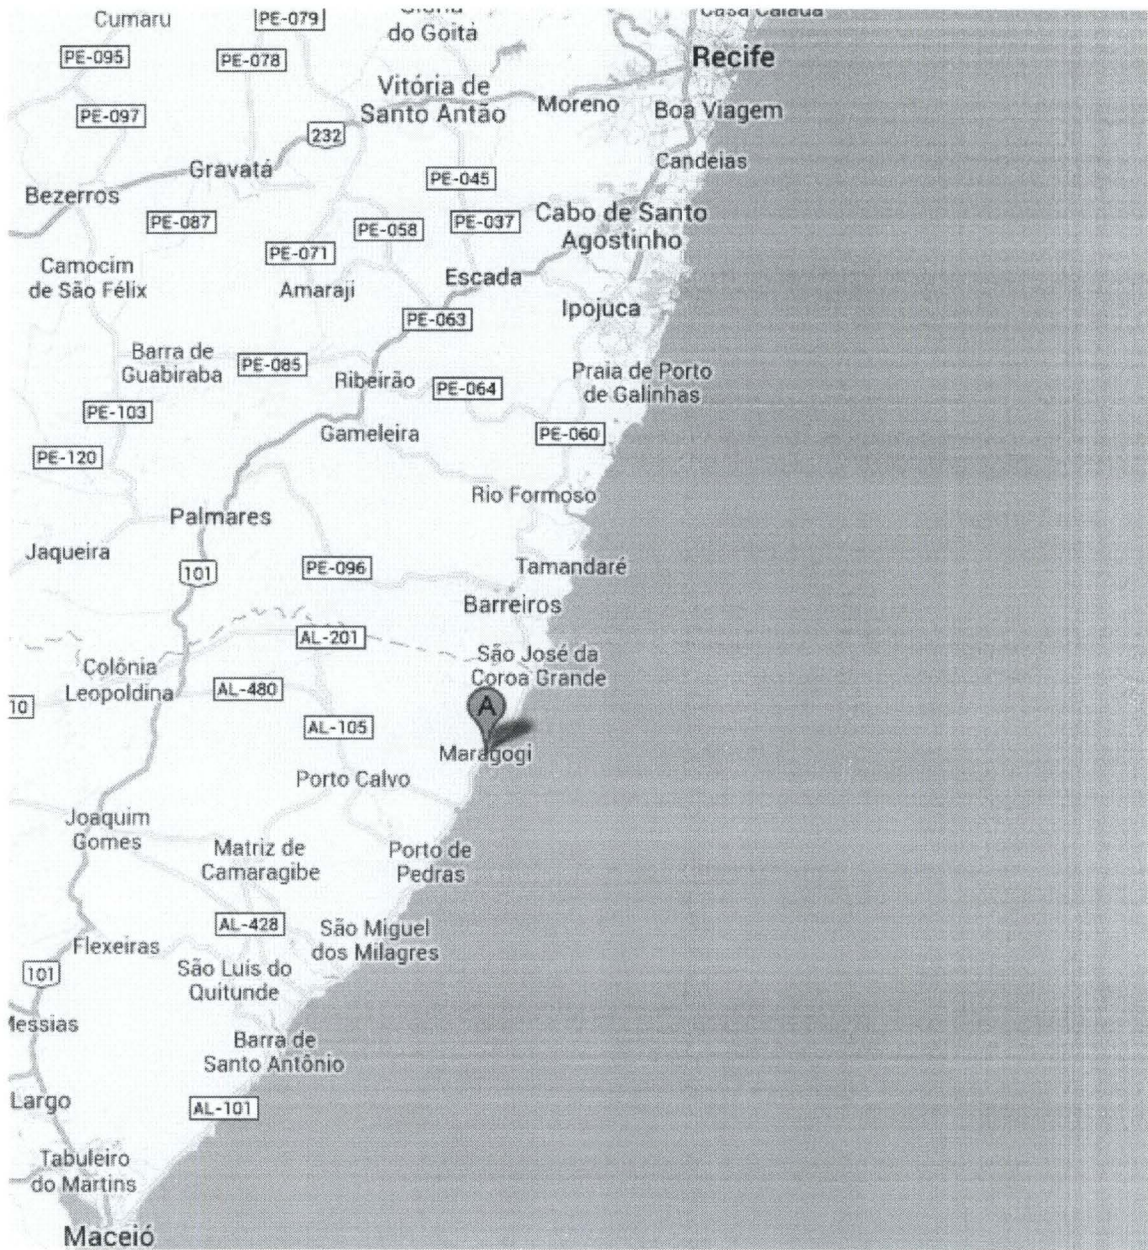 Cumaru
PE-079
do Goitá
Casa Caiada
PE-095
PE-078
Recife
Vitória de
Santo Antão
Moreno
PE-097
Boa Viagem
232
Gravatá
Candeias
PE-045
Bezerros
PE-087
PE-058
PE-037
Cabo de Santo
Agostinho
PE-071
Camocim
de São Félix
Amaraji
Escada
Ipojuca
PE-063
Barra de
Guabiraba
PE-085
Ribeirão
PE-064
Praia de Porto
de Galinhas
PE-103
Gameleira
PE-060
PE-120
Rio Formoso
Palmares
Jaqueira
101
PE-096
Tamandaré
Barreiros
AL-201
São José da
Coroa Grande
Colônia
Leopoldina
AL-480
10
A
AL-105
Maragogi
Porto Calvo
Joaquim
Gomes
Matriz de
Camaragibe
Porto de
Pedras
AL-428
São Miguel
dos Milagres
Flexeiras
101
São Luis do
Quitunde
Messias
Barra de
Santo Antônio
Largo
AL-101
Tabuleiro
do Martins
Maceió